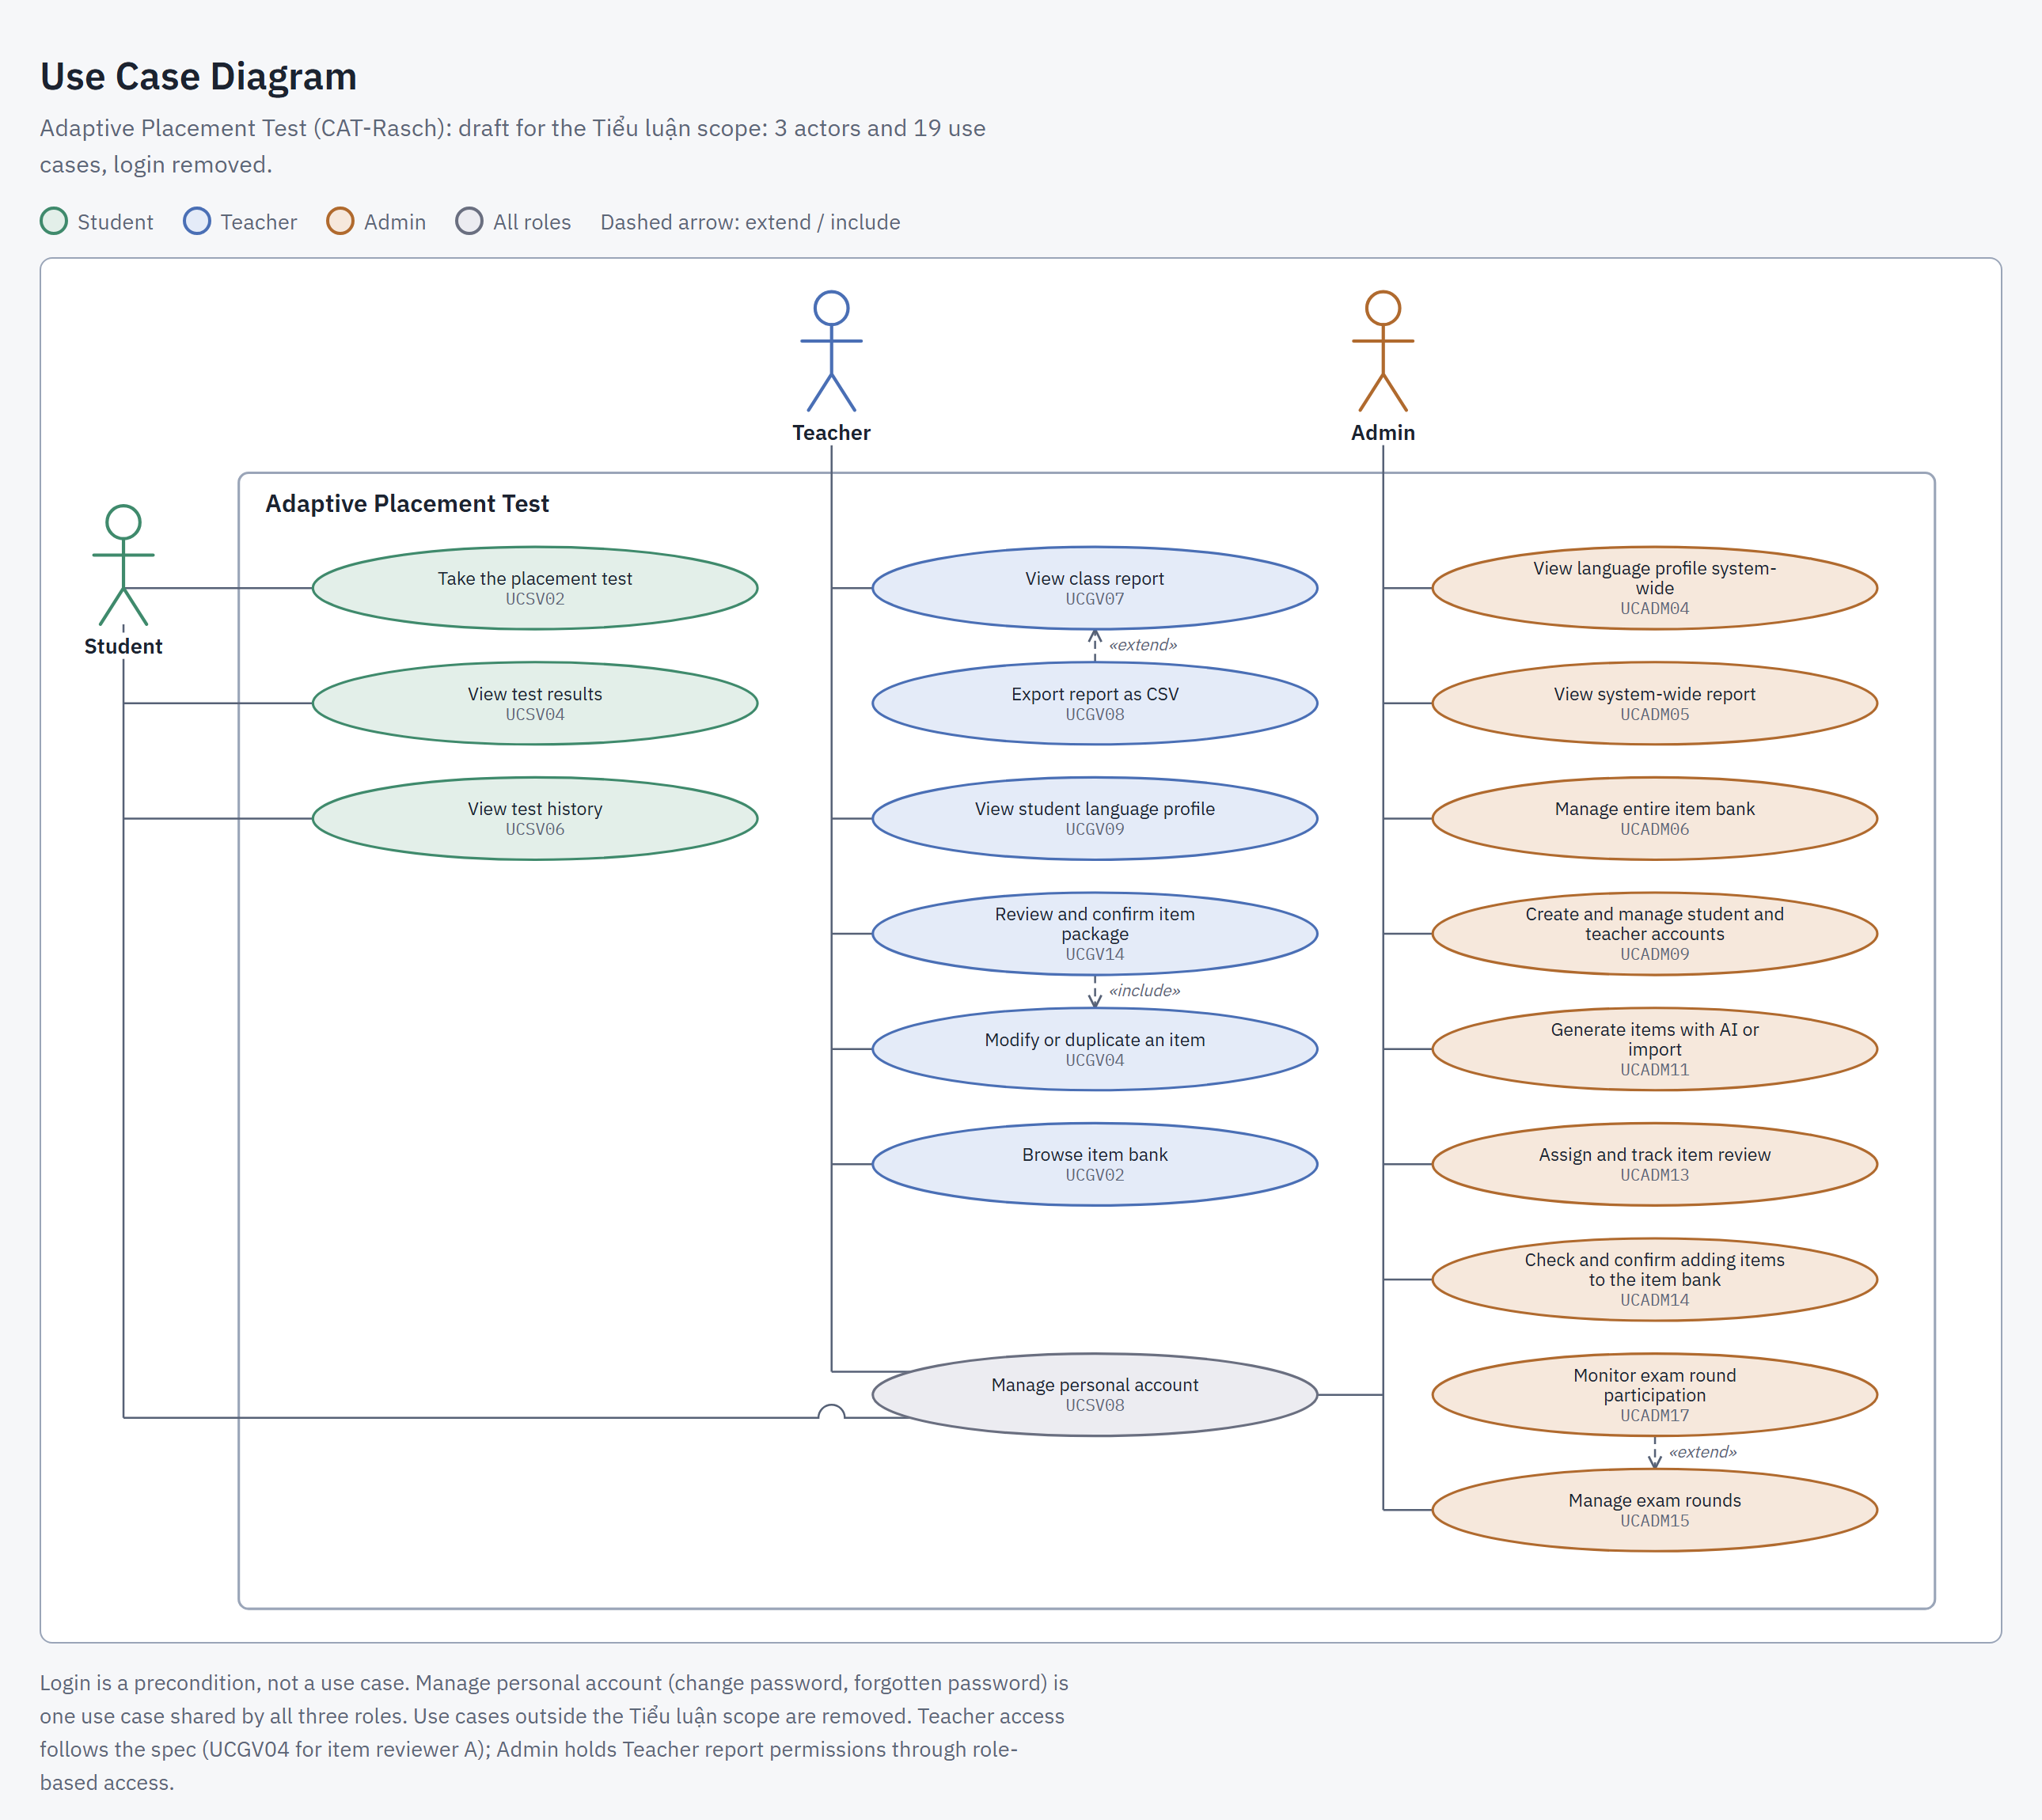 Use Case Diagram
Adaptive Placement Test (CAT-Rasch): draft for the Tiểu luận scope: 3 actors and 19 use
cases, login removed.
Student
Teacher
Admin
All roles
Dashed arrow: extend / include
Teacher
Admin
Adaptive Placement Test
Student
Take the placement test
UCSV02
View test results
UCSV04
View test history
UCSV06
View class report
UCGV07
«extend»
Export report as CSV
UCGV08
View student language profile
UCGV09
Review and confirm item
package
UCGV14
«include»
Modify or duplicate an item
UCGV04
Browse item bank
UCGV02
Manage personal account
UCSV08
View language profile system-
wide
UCADM04
View system-wide report
UCADM05
Manage entire item bank
UCADM06
Create and manage student and
teacher accounts
UCADM09
Generate items with AI or
import
UCADM11
Assign and track item review
UCADM13
Check and confirm adding items
to the item bank
UCADM14
Monitor exam round
participation
UCADM17
«extend»
Manage exam rounds
UCADM15
Login is a precondition, not a use case. Manage personal account (change password, forgotten password) is
one use case shared by all three roles. Use cases outside the Tiểu luận scope are removed. Teacher access
follows the spec (UCGV04 for item reviewer A); Admin holds Teacher report permissions through role-
based access.